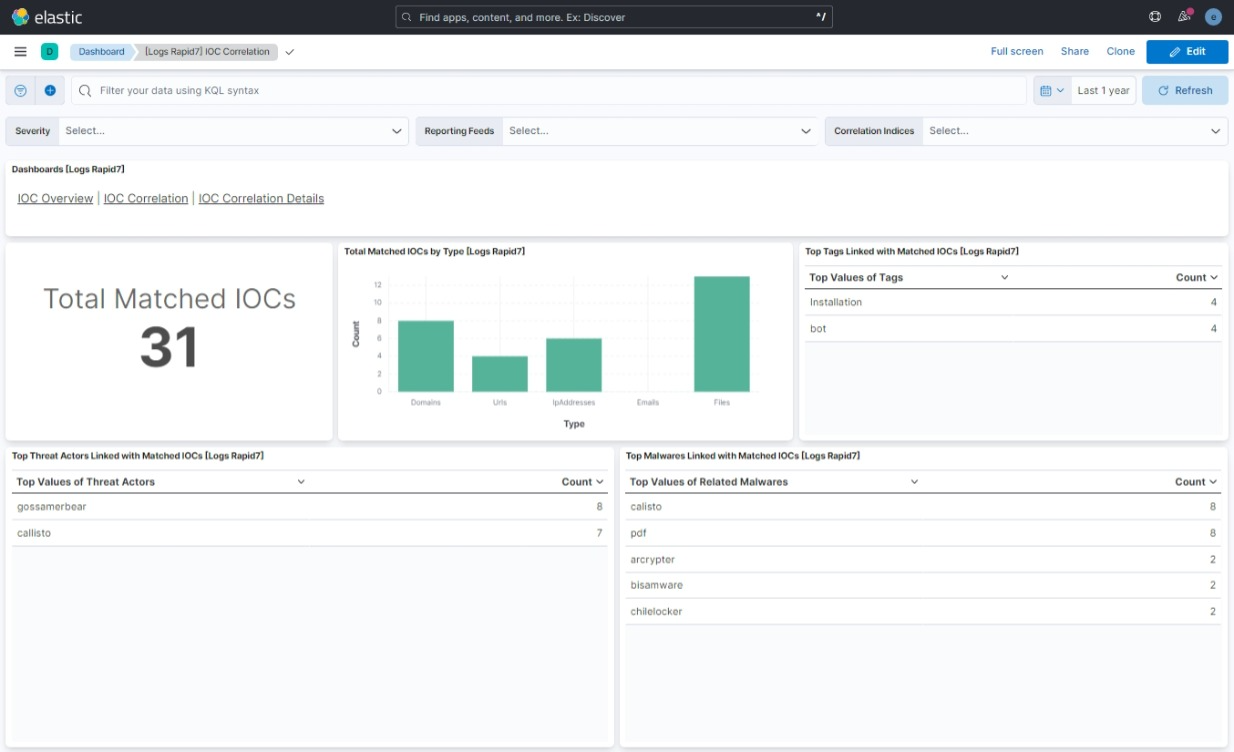 elastic
Find apps, content, and more. Ex: Discover ^/
e
D Dashboard [Logs Rapid7] IOC Correlation Full screen Share Clone Edit
Filter your data using KQL syntax Last 1 year Refresh
Severity Select... Reporting Feeds Select... Correlation Indices Select...
Dashboards [Logs Rapid7]
IOC Overview | IOC Correlation | IOC Correlation Details
Total Matched IOCs
31
Total Matched IOCs by Type [Logs Rapid7]
Count
12
10
8
6
4
2
0
Domains Urls IpAddresses Emails Files
Type
Top Tags Linked with Matched IOCs [Logs Rapid7]
Top Values of Tags Count
Installation 4
bot 4
Top Threat Actors Linked with Matched IOCs [Logs Rapid7]
Top Values of Threat Actors Count
gossamerbear 8
callisto 7
Top Malwares Linked with Matched IOCs [Logs Rapid7]
Top Values of Related Malwares Count
calisto 8
pdf 8
arcrypter 2
bisamware 2
chilelocker 2